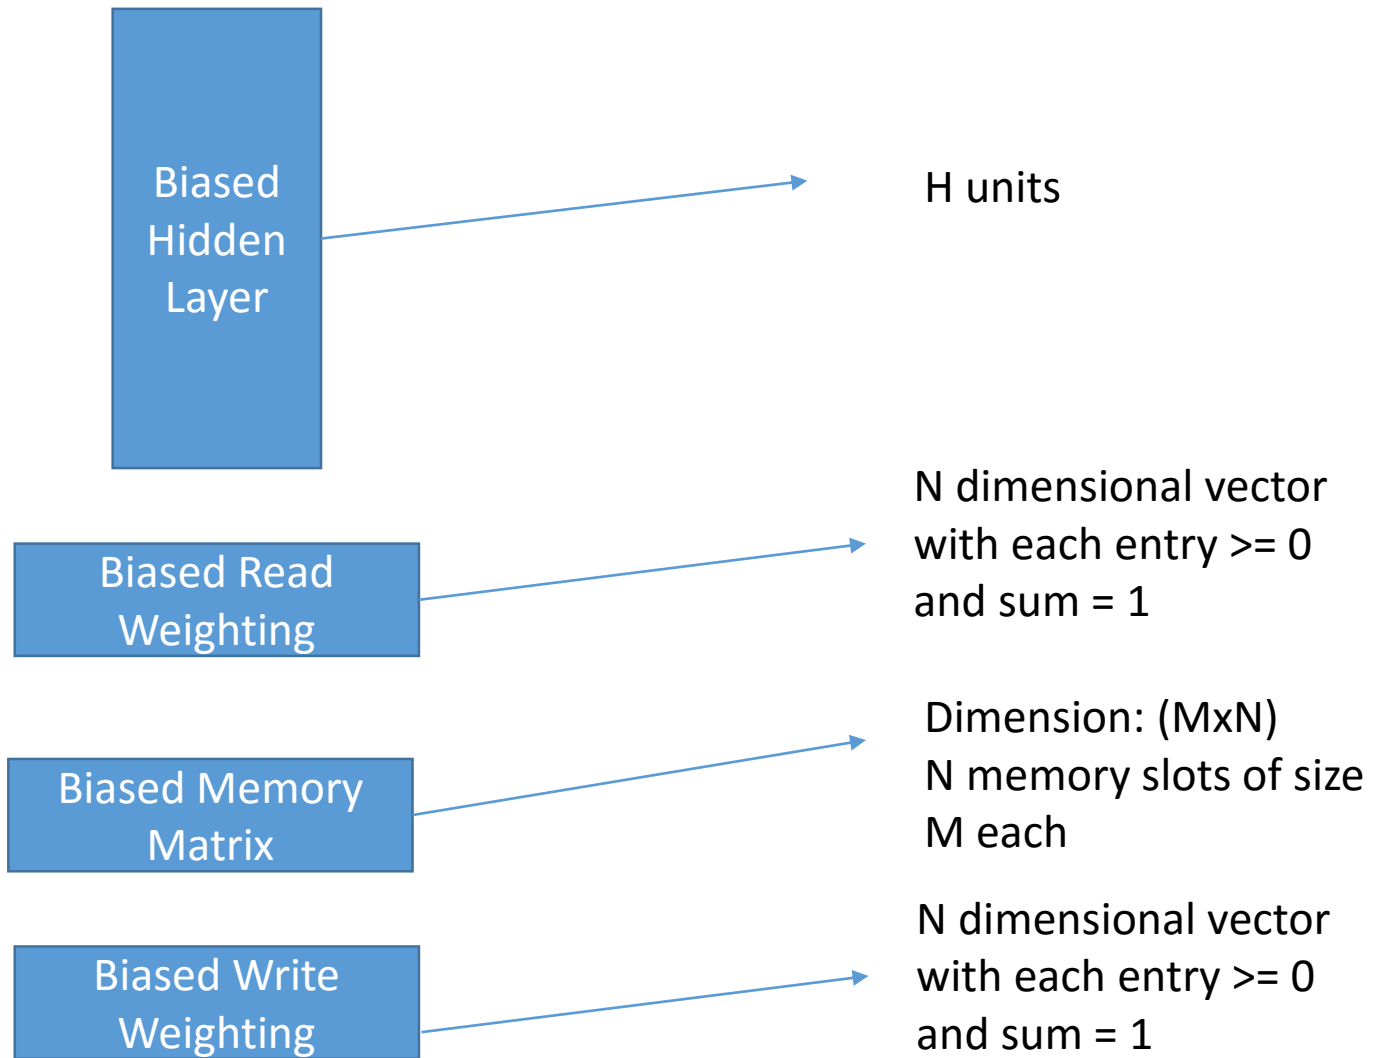 Biased
Hidden
Layer
H units
Biased Read
Weighting
N dimensional vector
with each entry >= 0
and sum = 1
Biased Memory
Matrix
Dimension: (MxN)
N memory slots of size
M each
Biased Write
Weighting
N dimensional vector
with each entry >= 0
and sum = 1